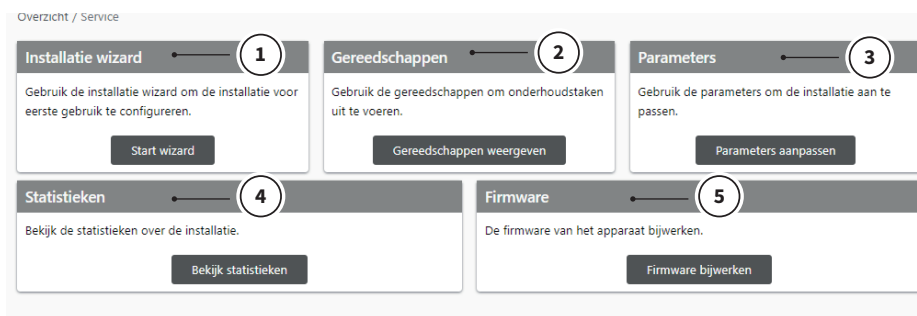 Overzicht / Service
Installatie wizard
1
Gereedschappen
2
Parameters
3
Gebruik de installatie wizard om de installatie voor
eerste gebruik te configureren.
Gebruik de gereedschappen om onderhoudstaken
uit te voeren.
Gebruik de parameters om de installatie aan te
passen.
Start wizard
Gereedschappen weergeven
Parameters aanpassen
Statistieken
4
Firmware
5
Bekijk de statistieken over de installatie.
De firmware van het apparaat bijwerken.
Bekijk statistieken
Firmware bijwerken